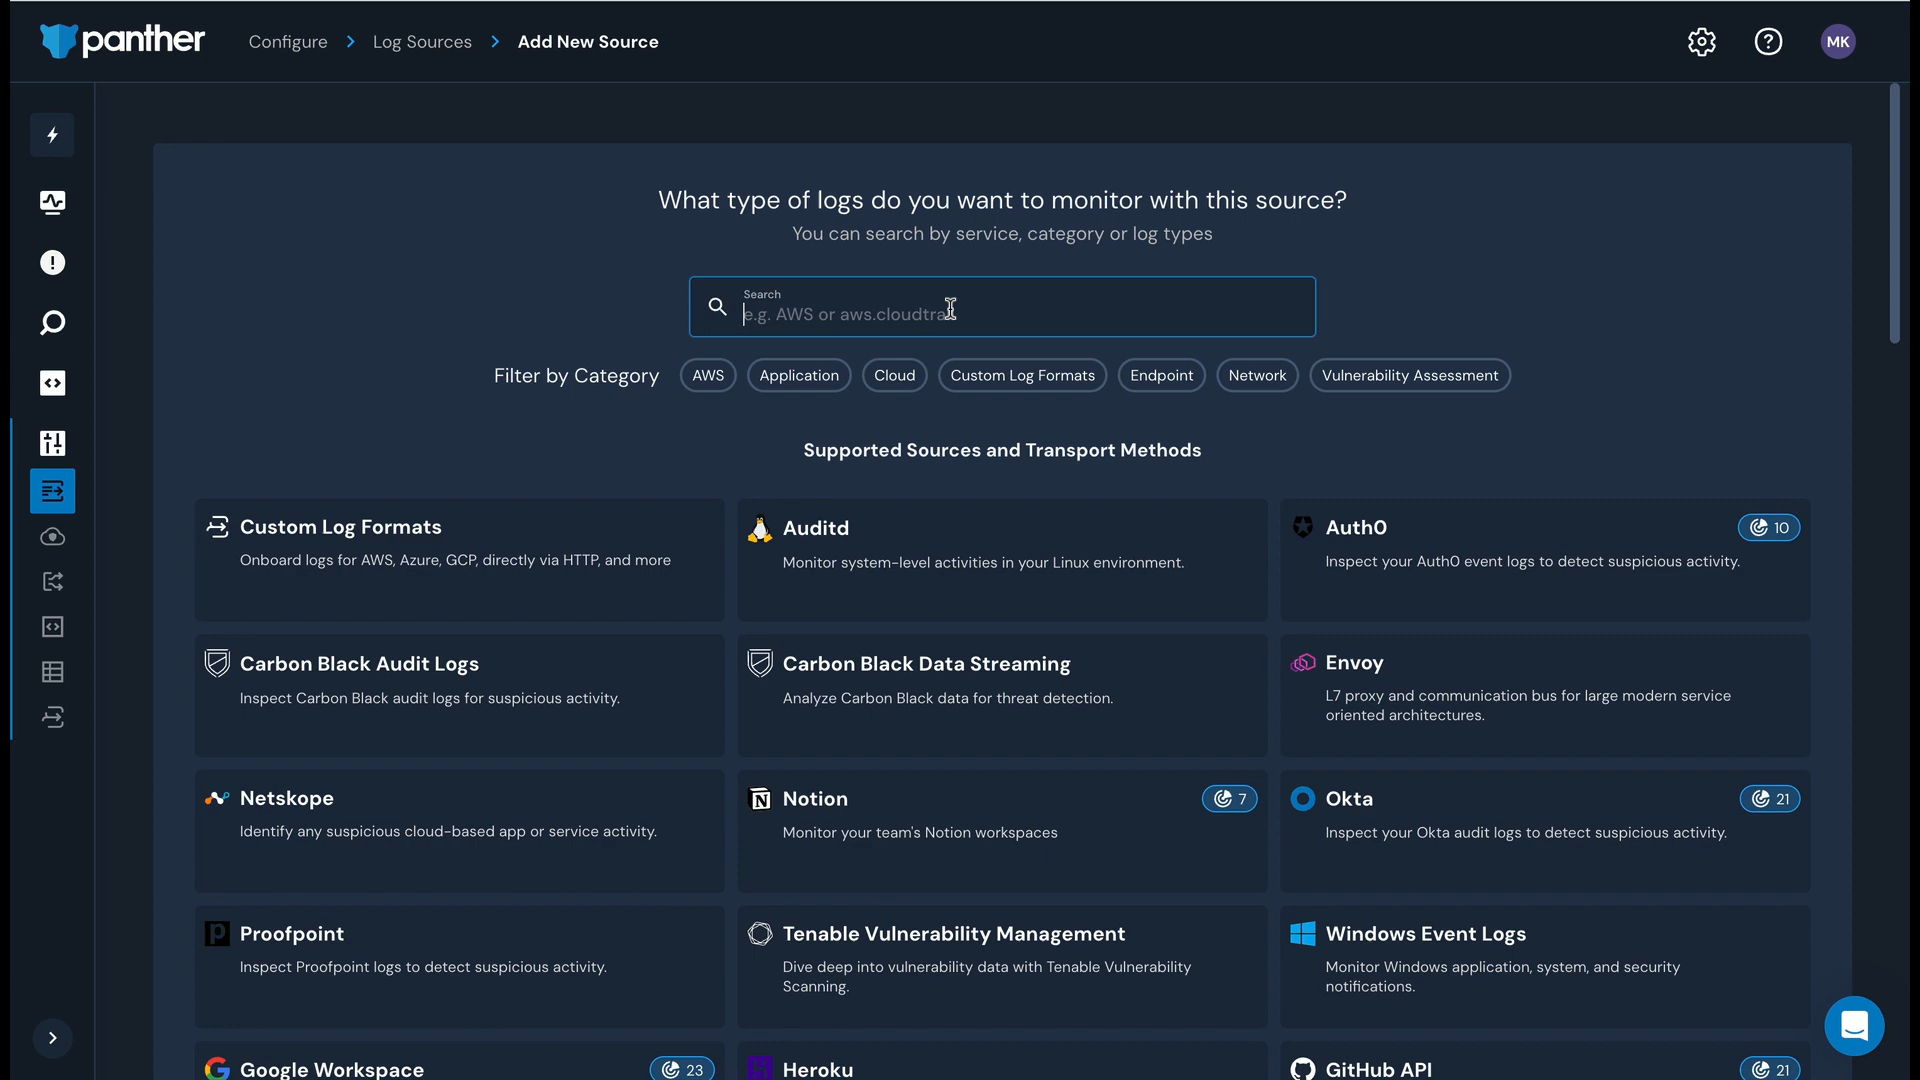 panther
Configure
Log Sources
Add New Source
MK
What type of logs do you want to monitor with this source?
You can search by service, category or log types
Search
e.g. AWS or aws.cloudtra
Filter by Category
AWS
Application
Cloud
Custom Log Formats
Endpoint
Network
Vulnerability Assessment
Supported Sources and Transport Methods
Custom Log Formats
Onboard logs for AWS, Azure, GCP, directly via HTTP, and more
Auditd
Monitor system-level activities in your Linux environment.
Auth0
10
Inspect your Auth0 event logs to detect suspicious activity.
Carbon Black Audit Logs
Inspect Carbon Black audit logs for suspicious activity.
Carbon Black Data Streaming
Analyze Carbon Black data for threat detection.
Envoy
L7 proxy and communication bus for large modern service
oriented architectures.
Netskope
Identify any suspicious cloud-based app or service activity.
Notion
7
Monitor your team's Notion workspaces
Okta
21
Inspect your Okta audit logs to detect suspicious activity.
Proofpoint
Inspect Proofpoint logs to detect suspicious activity.
Tenable Vulnerability Management
Dive deep into vulnerability data with Tenable Vulnerability
Scanning.
Windows Event Logs
Monitor Windows application, system, and security
notifications.
Google Workspace
23
Heroku
GitHub API
21